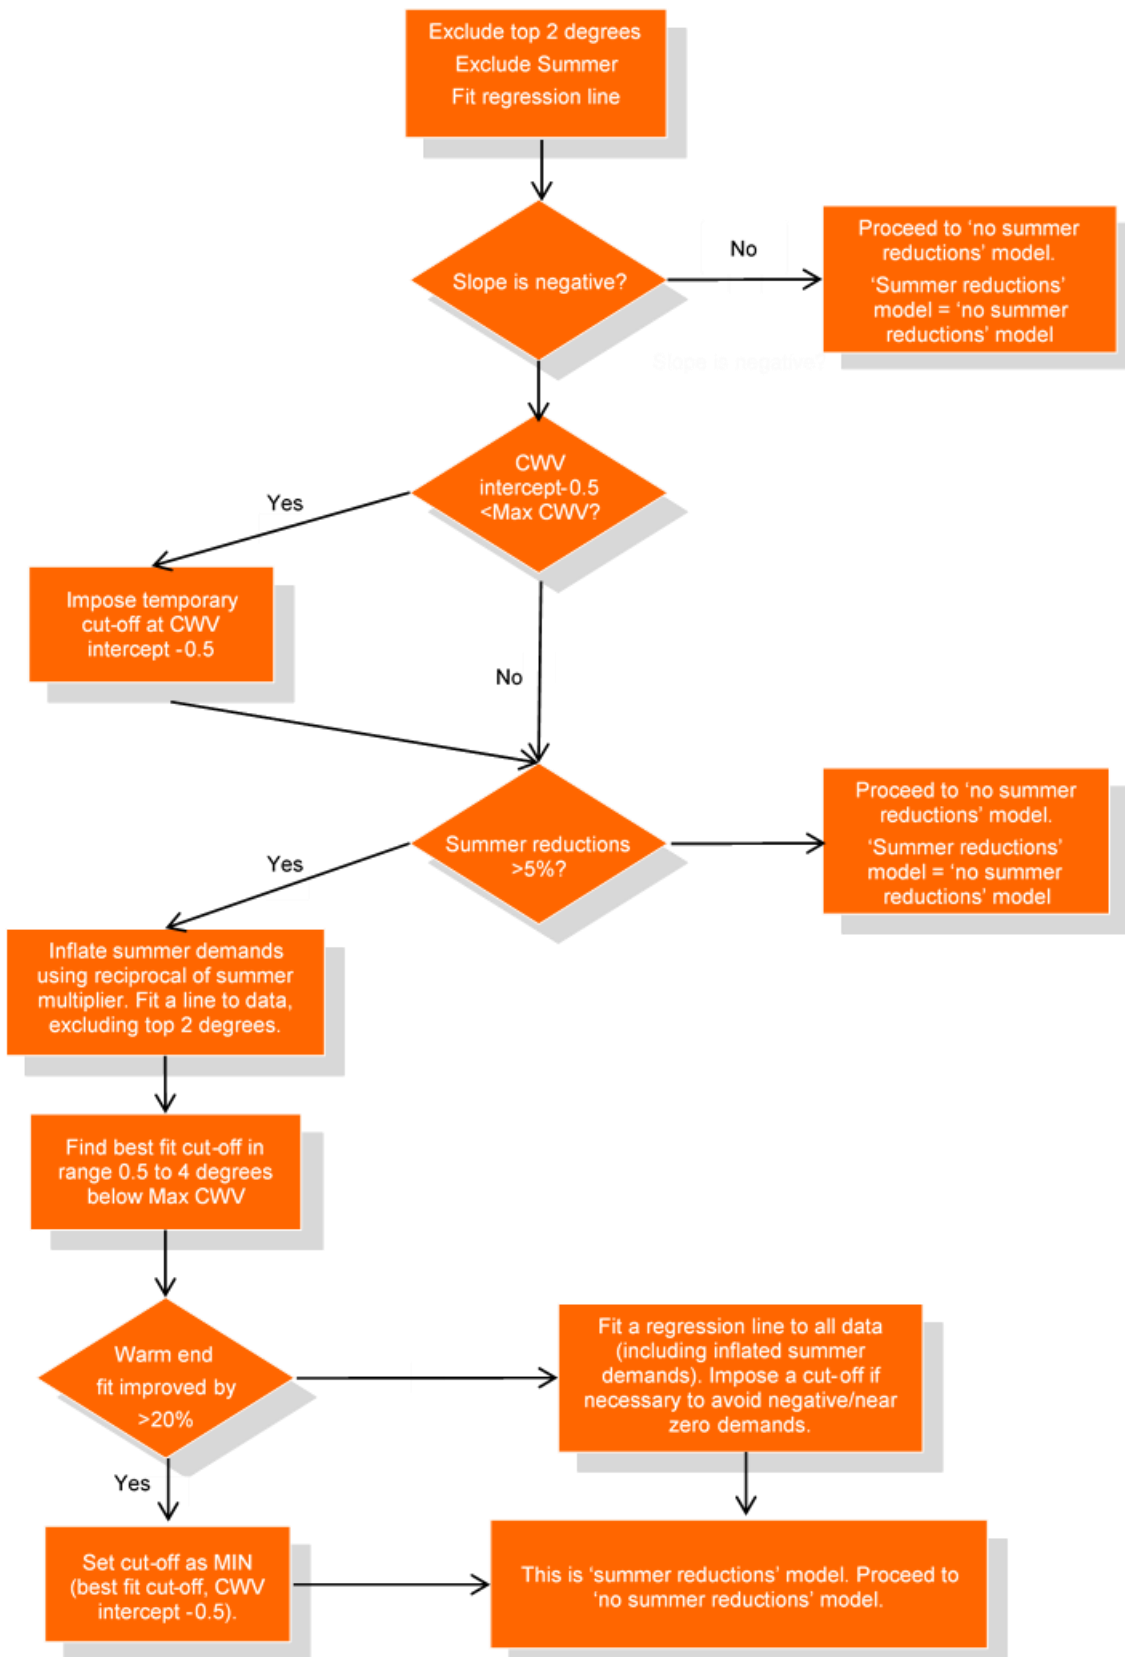 Exclude top 2 degrees
Exclude Summer
Fit regression line
Slope is negative?
No
Proceed to ‘no summer
reductions’ model.
‘Summer reductions’
model = ‘no summer
reductions’ model
CWV
intercept-0.5
<Max CWV?
Yes
Impose temporary
cut-off at CWV
intercept -0.5
No
Summer reductions
>5%?
Proceed to ‘no summer
reductions’ model.
‘Summer reductions’
model = ‘no summer
reductions’ model
Yes
Inflate summer demands
using reciprocal of summer
multiplier. Fit a line to data,
excluding top 2 degrees.
Find best fit cut-off in
range 0.5 to 4 degrees
below Max CWV
Warm end
fit improved by
>20%
Fit a regression line to all data
(including inflated summer
demands). Impose a cut-off if
necessary to avoid negative/near
zero demands.
Yes
Set cut-off as MIN
(best fit cut-off, CWV
intercept -0.5).
This is ‘summer reductions’ model. Proceed to
‘no summer reductions’ model.